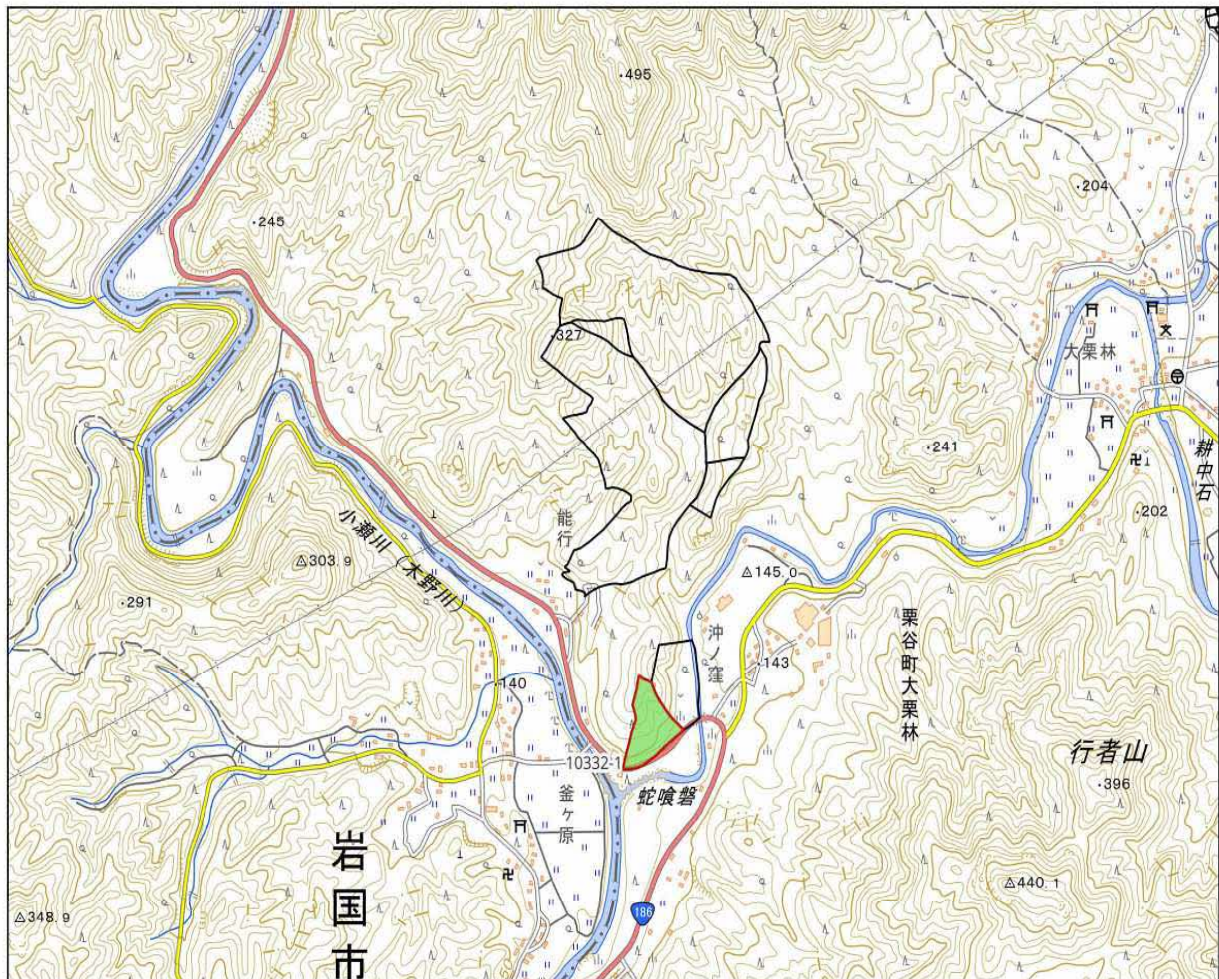 495
204
245
327
大栗林
241
耕中石
202
能行
小瀬川（木野川）
303.9
145.0
291
沖ノ窪
栗谷町大栗林
143
140
行者山
10332-1
396
蛇喰磐
釜ヶ原
岩国市
440.1
186
348.9